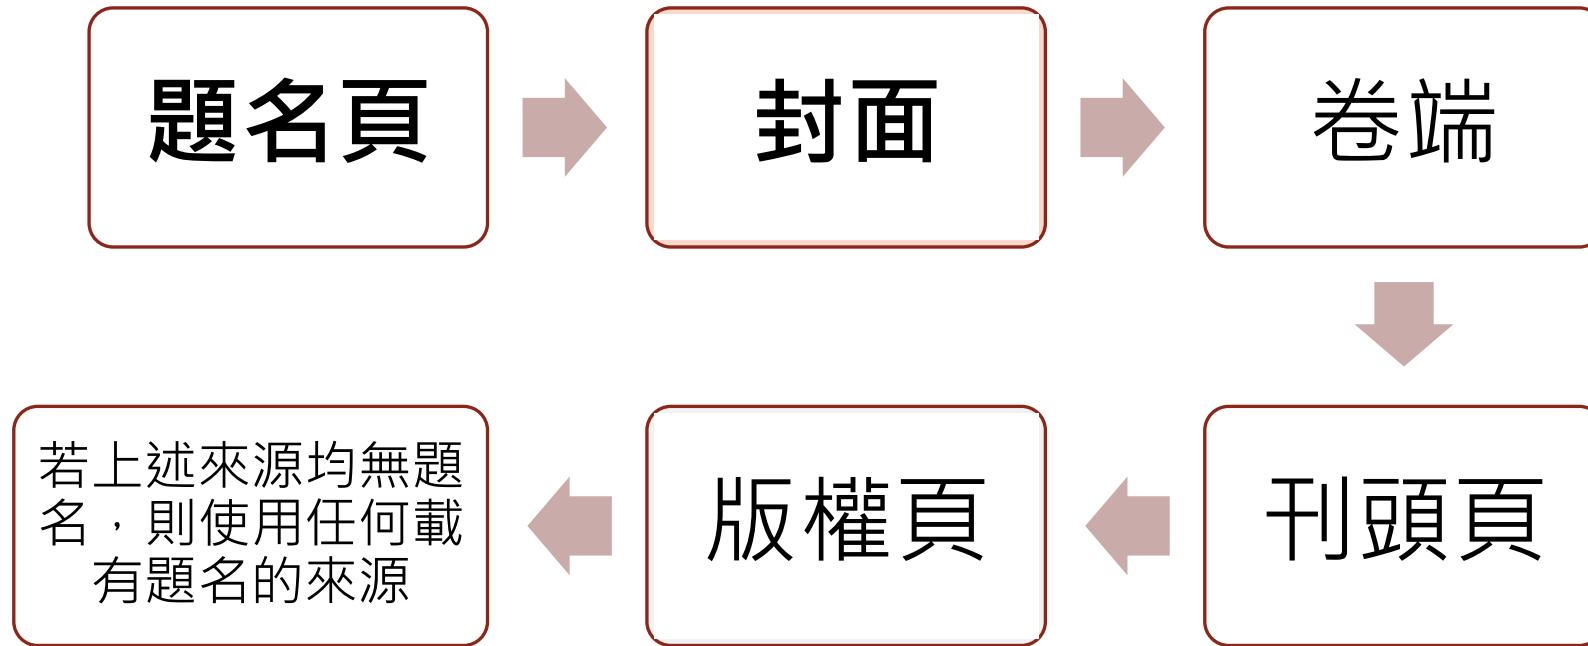 題名頁
封面
卷端
刊頭頁
版權頁
若上述來源均無題
名，則使用任何載
有題名的來源